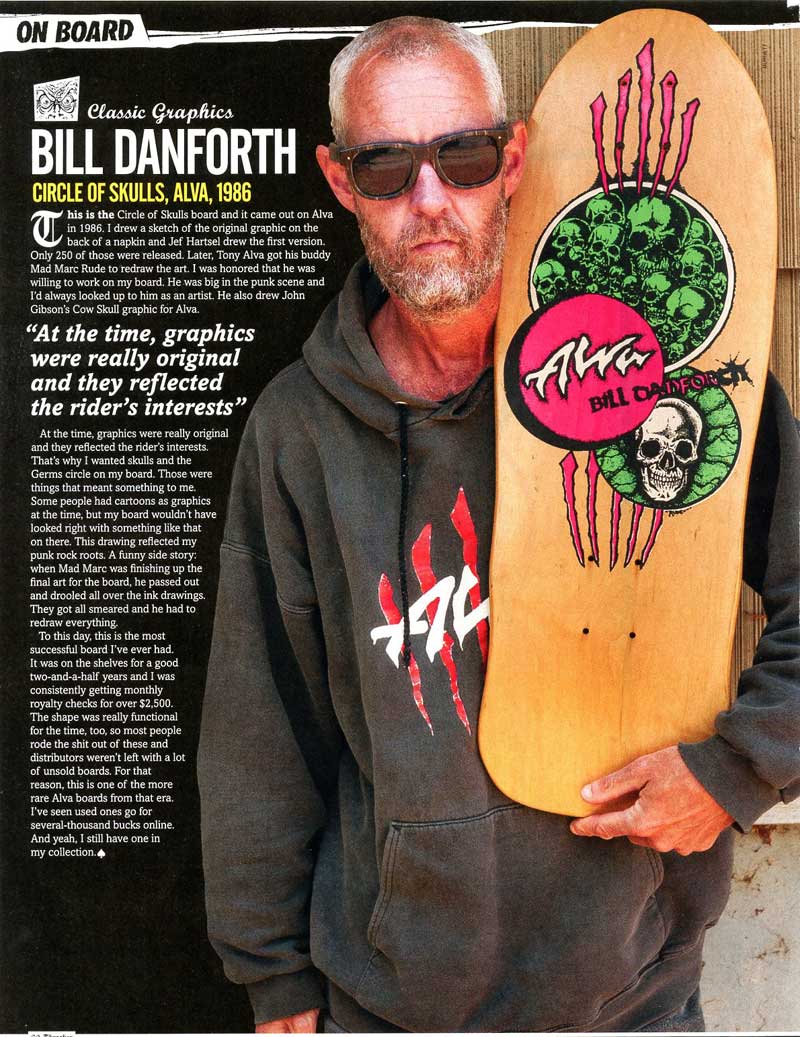 ON BOARD
Classic Graphics
BILL DANFORTH
CIRCLE OF SKULLS, ALVA, 1986
This is the Circle of Skulls board and it came out on Alva
in 1986. I drew a sketch of the original graphic on the
back of a napkin and Jef Hartsel drew the first version.
Only 250 of those were released. Later, Tony Alva got his buddy
Mad Marc Rude to redraw the art. I was honored that he was
willing to work on my board. He was big in the punk scene and
I'd always looked up to him as an artist. He also drew John
Gibson's Cow Skull graphic for Alva.
“At the time, graphics
were really original
and they reflected
the rider's interests”
At the time, graphics were really original
and they reflected the rider's interests.
That's why I wanted skulls and the
Germs circle on my board. Those were
things that meant something to me.
Some people had cartoons as graphics
at the time, but my board wouldn't have
looked right with something like that
on there. This drawing reflected my
punk rock roots. A funny side story:
when Mad Marc was finishing up the
final art for the board, he passed out
and drooled all over the ink drawings.
They got all smeared and he had to
redraw everything.
To this day, this is the most
successful board I've ever had.
It was on the shelves for a good
two-and-a-half years and I was
consistently getting monthly
royalty checks for over $2,500.
The shape was really functional
for the time, too, so most people
rode the shit out of these and
distributors weren't left with a lot
of unsold boards. For that
reason, this is one of the more
rare Alva boards from that era.
I've seen used ones go for
several-thousand bucks online.
And yeah, I still have one in
my collection.♠
ALVA
BILL DANFORTH